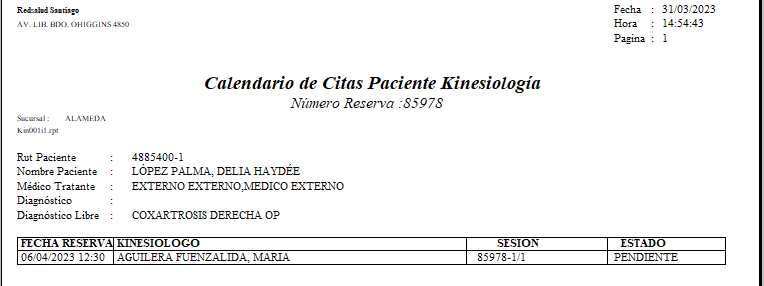 Redsalud Santiago
AV. LIB. BDO. OHIGGINS 4850
Fecha : 31/03/2023
Hora : 14:54:43
Pagina : 1
Calendario de Citas Paciente Kinesiología
Número Reserva :85978
Sucursal : ALAMEDA
Kin001i1.rpt
Rut Paciente : 4885400-1
Nombre Paciente : LÓPEZ PALMA, DELIA HAYDÉE
Médico Tratante : EXTERNO EXTERNO,MEDICO EXTERNO
Diagnóstico :
Diagnóstico Libre : COXARTROSIS DERECHA OP
FECHA RESERVA KINESIOLOGO SESION ESTADO
06/04/2023 12:30 AGUILERA FUENZALIDA, MARIA 85978-1/1 PENDIENTE